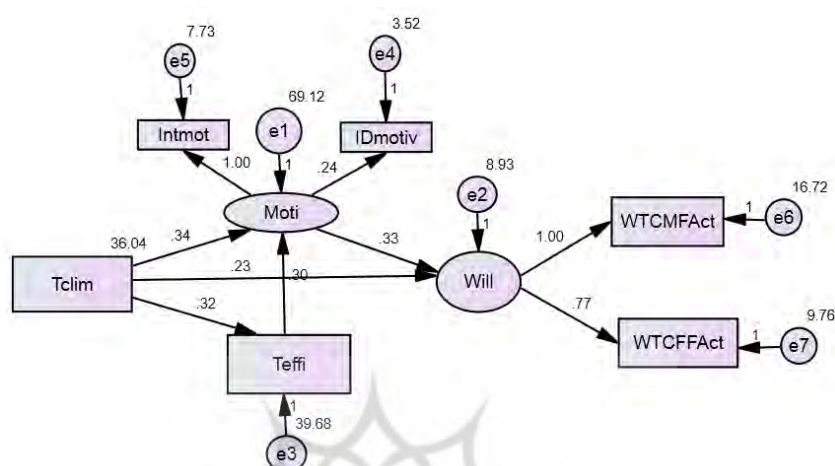 7.73
3.52
e5
e4
69.12
1
1
Intmot
e1
IDmotiv
1.00
1
.24
8.93
e2
16.72
Moti
1
WTCMFAct
1
e6
36.04
.34
.33
1.00
Tclim
.23
.30
Will
.32
.77
9.76
Teffi
WTCFFAct
1
e7
1
39.68
e3